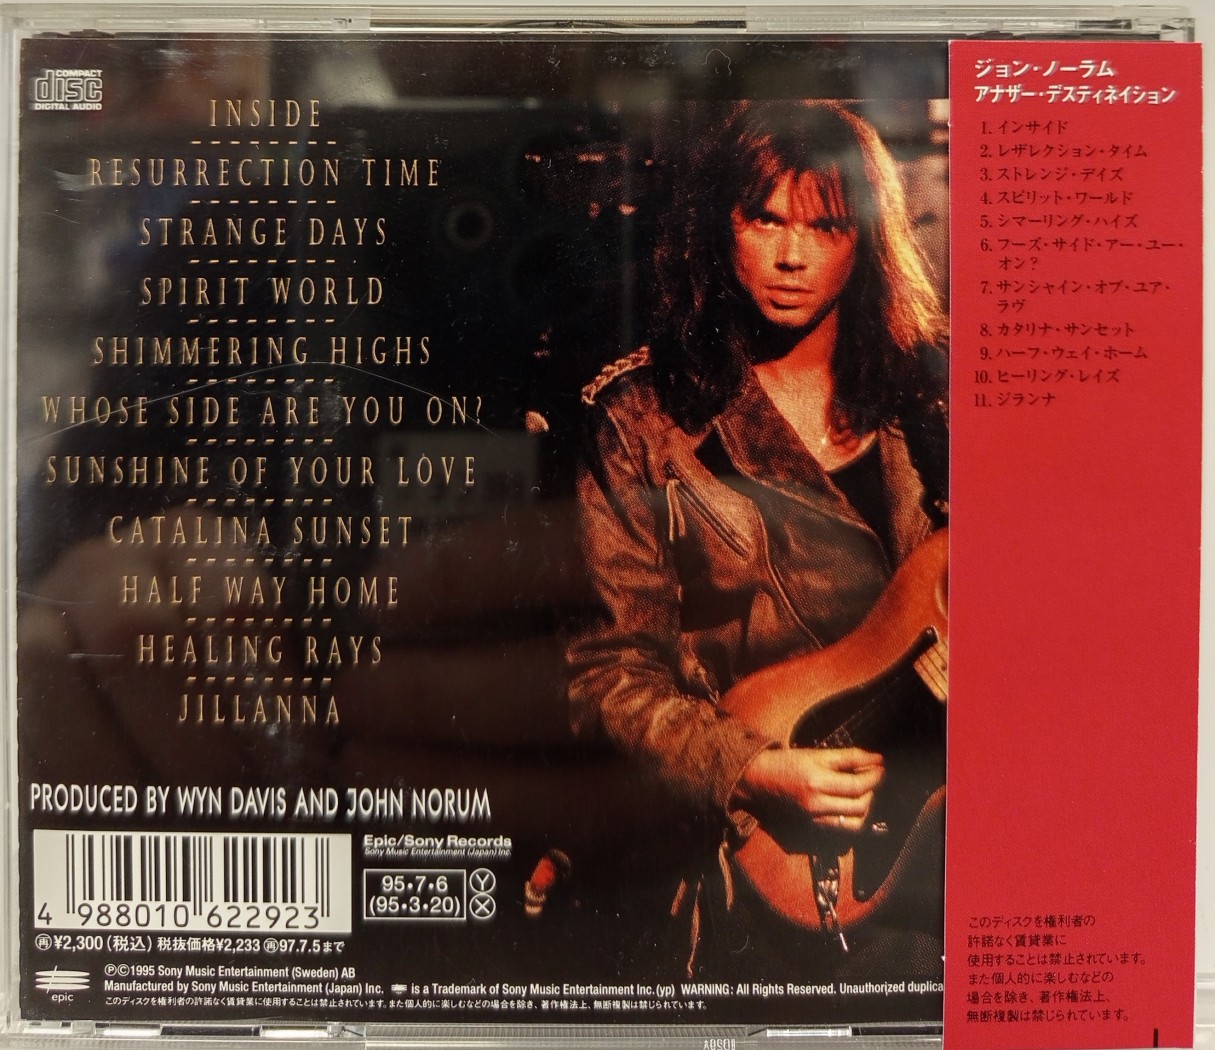 COMPACT
disc
DIGITAL AUDIO
INSIDE
RESURRECTION TIME
STRANGE DAYS
SPIRIT WORLD
SHIMMERING HIGHS
WHOSE SIDE ARE YOU ON?
SUNSHINE OF YOUR LOVE
CATALINA SUNSET
HALF WAY HOME
HEALING RAYS
JILLANNA
PRODUCED BY WYN DAVIS AND JOHN NORUM
4 988010 622923
Epic/Sony Records
Sony Music Entertainment (Japan) Inc.
95・7・6
(95・3・20)
Y
X
再¥2,300(税込) 税抜価格¥2,233 再97.7.5まで
epic
Ⓟ©1995 Sony Music Entertainment (Sweden) AB
Manufactured by Sony Music Entertainment (Japan) Inc. is a Trademark of Sony Music Entertainment Inc.(yp) WARNING: All Rights Reserved. Unauthorized duplica
このディスクを権利者の許諾なく賃貸業に使用することは禁止されています。また個人的に楽しむなどの場合を除き、著作権法上、無断複製は禁じられています。
ジョン・ノーラム
アナザー・デスティネイション
1. インサイド
2. レザレクション・タイム
3. ストレンジ・デイズ
4. スピリット・ワールド
5. シマーリング・ハイズ
6. フーズ・サイド・アー・ユー・
オン?
7. サンシャイン・オブ・ユア・
ラヴ
8. カタリナ・サンセット
9. ハーフ・ウェイ・ホーム
10. ヒーリング・レイズ
11. ジランナ
このディスクを権利者の
許諾なく賃貸業に
使用することは禁止されています。
また個人的に楽しむなどの
場合を除き、著作権法上、
無断複製は禁じられています。